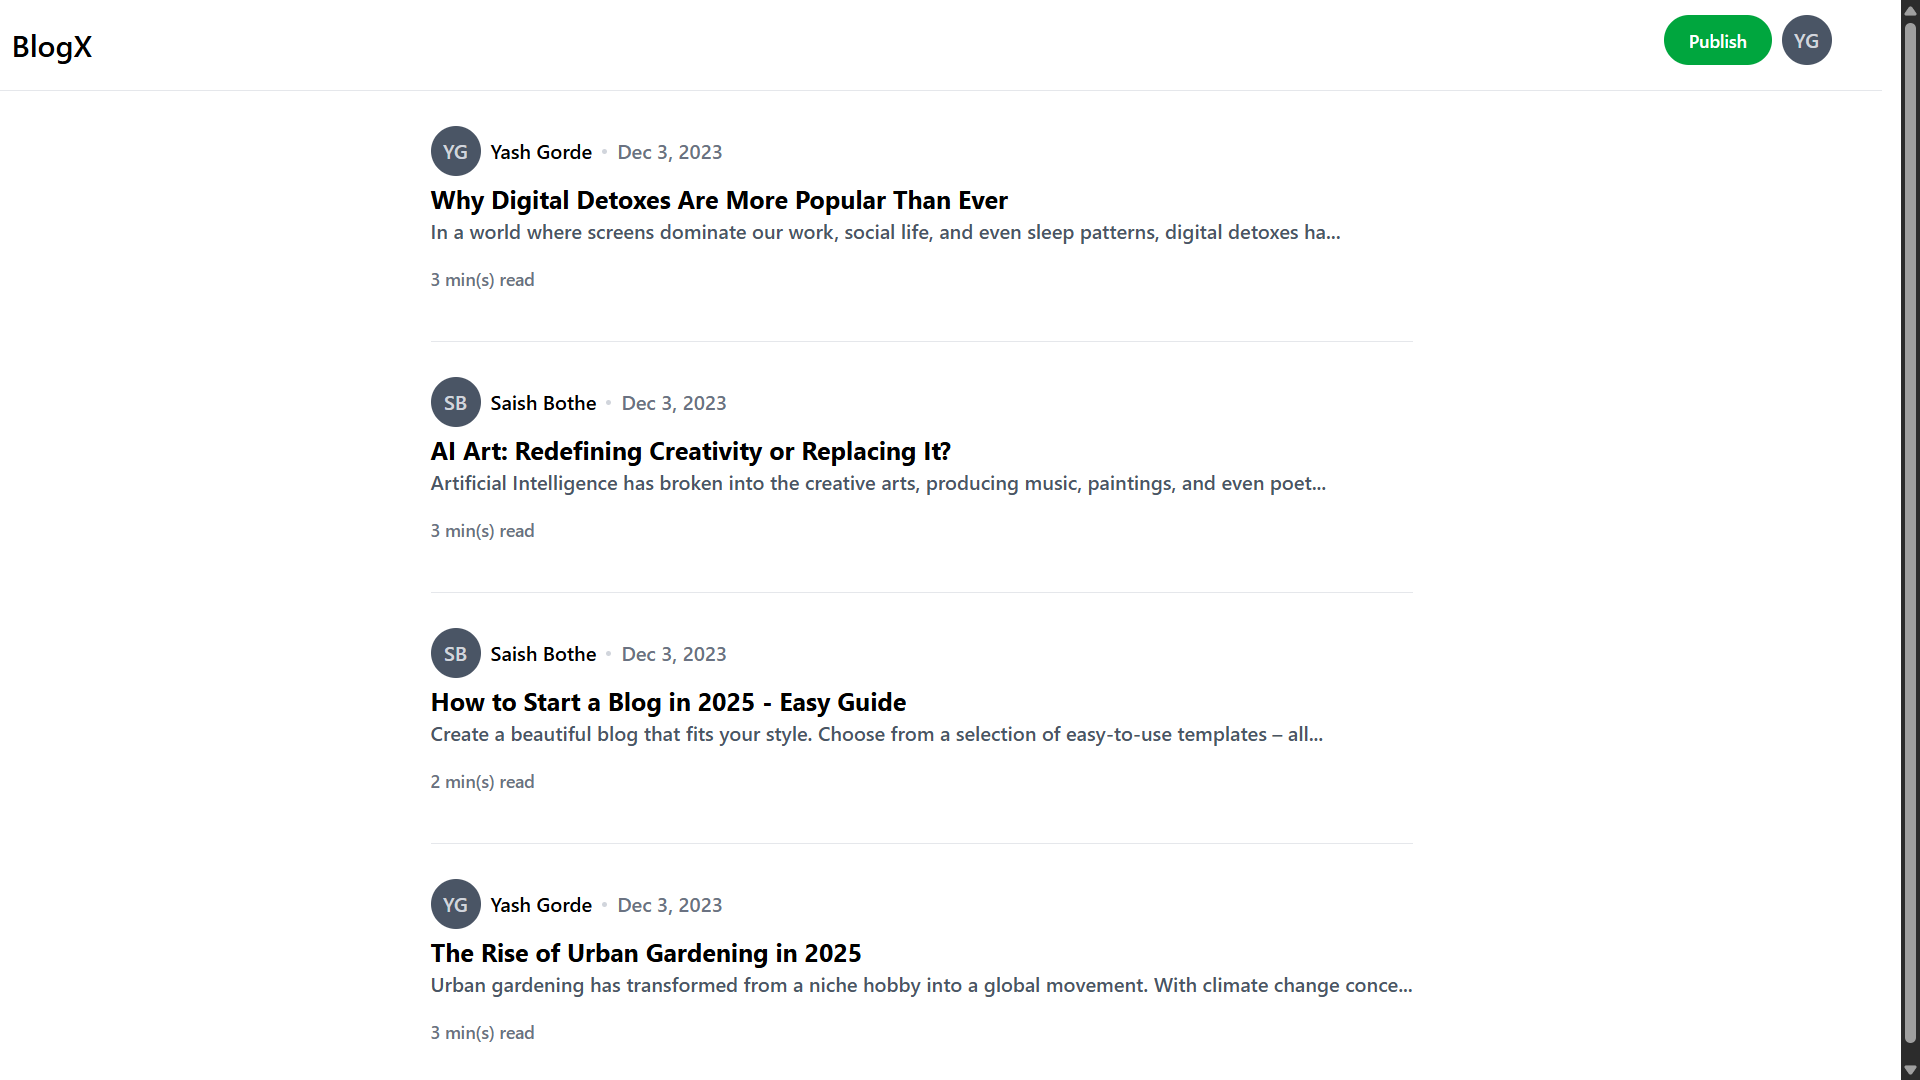 BlogX
Publish
YG
YG Yash Gorde • Dec 3, 2023
Why Digital Detoxes Are More Popular Than Ever
In a world where screens dominate our work, social life, and even sleep patterns, digital detoxes ha...
3 min(s) read
SB Saish Bothe • Dec 3, 2023
AI Art: Redefining Creativity or Replacing It?
Artificial Intelligence has broken into the creative arts, producing music, paintings, and even poet...
3 min(s) read
SB Saish Bothe • Dec 3, 2023
How to Start a Blog in 2025 - Easy Guide
Create a beautiful blog that fits your style. Choose from a selection of easy-to-use templates – all...
2 min(s) read
YG Yash Gorde • Dec 3, 2023
The Rise of Urban Gardening in 2025
Urban gardening has transformed from a niche hobby into a global movement. With climate change conce...
3 min(s) read